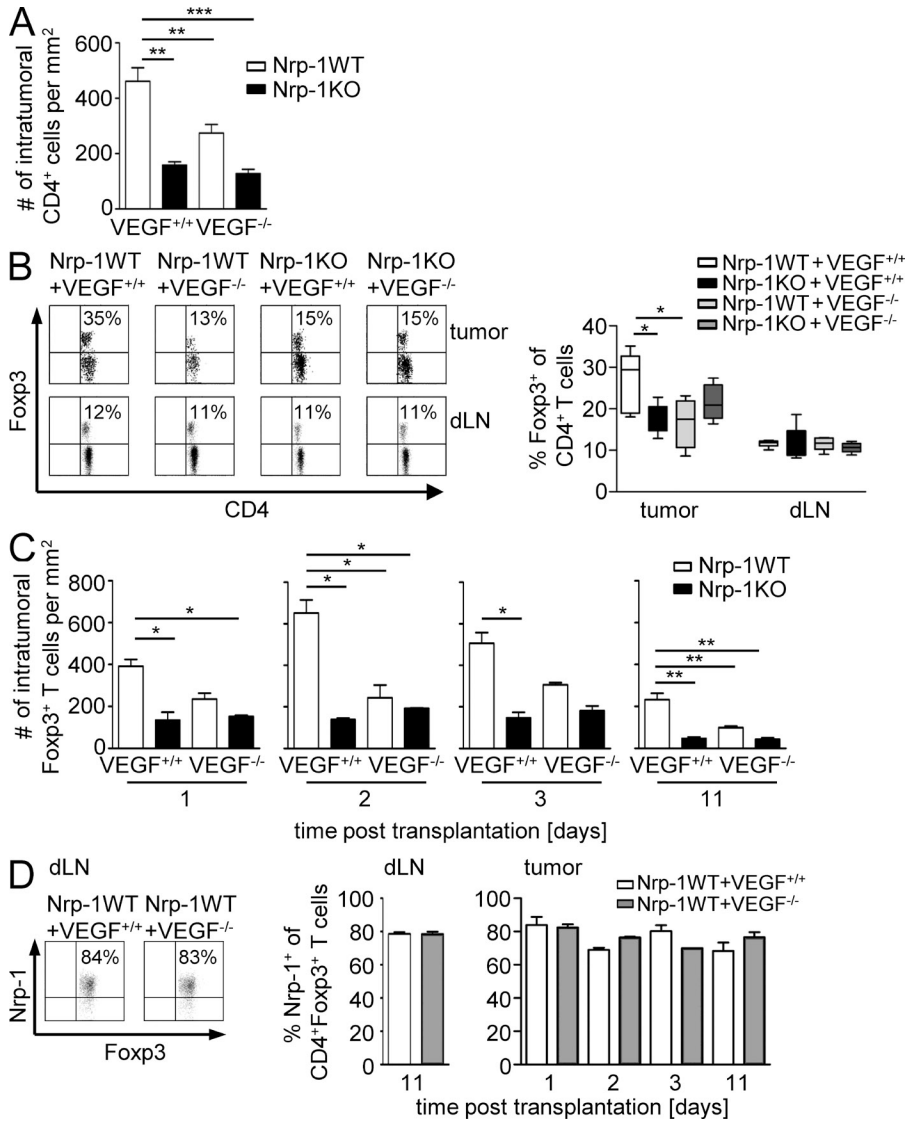 A
# of intratumoral
CD4⁺ cells per mm²
600
400
200
0
***
**
**
Nrp-1WT
Nrp-1KO
VEGF⁺/⁺ VEGF⁻/⁻
B
Nrp-1WT Nrp-1WT Nrp-1KO Nrp-1KO
+VEGF⁺/⁺ +VEGF⁻/⁻ +VEGF⁺/⁺ +VEGF⁻/⁻
35% 13% 15% 15%
tumor
12% 11% 11% 11%
dLN
Foxp3
CD4
Nrp-1WT+VEGF⁺/⁺
Nrp-1KO+VEGF⁺/⁺
Nrp-1WT+VEGF⁻/⁻
Nrp-1KO+VEGF⁻/⁻
% Foxp3⁺ of
CD4⁺ T cells
40
30
20
10
0
*
*
tumor dLN
C
# of intratumoral
Foxp3⁺ T cells per mm²
800
600
400
200
0
*
*
*
*
*
*
**
**
**
Nrp-1WT
Nrp-1KO
VEGF⁺/⁺ VEGF⁻/⁻ VEGF⁺/⁺ VEGF⁻/⁻ VEGF⁺/⁺ VEGF⁻/⁻ VEGF⁺/⁺ VEGF⁻/⁻
1 2 3 11
time post transplantation [days]
D
dLN
Nrp-1WT Nrp-1WT
+VEGF⁺/⁺ +VEGF⁻/⁻
84% 83%
Nrp-1
Foxp3
dLN
% Nrp-1⁺ of
CD4⁺Foxp3⁺ T cells
100
80
60
40
20
0
11
tumor
Nrp-1WT+VEGF⁺/⁺
Nrp-1WT+VEGF⁻/⁻
100
80
60
40
20
0
1 2 3 11
time post transplantation [days]